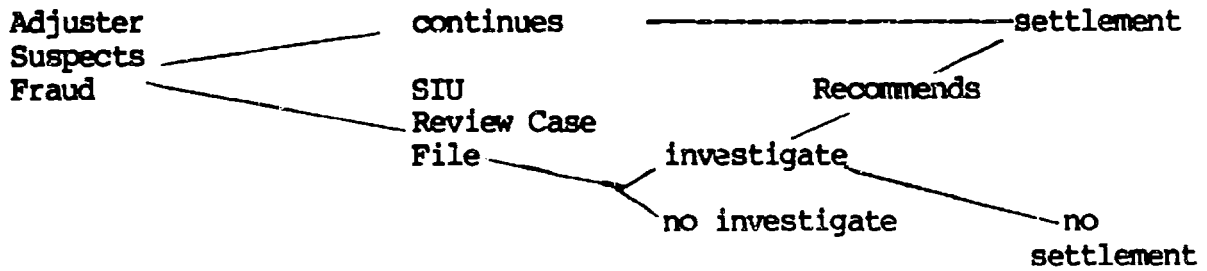 Adjuster continues settlement
Suspects
Fraud SIU Recommends
Review Case
File investigate
no investigate no
settlement